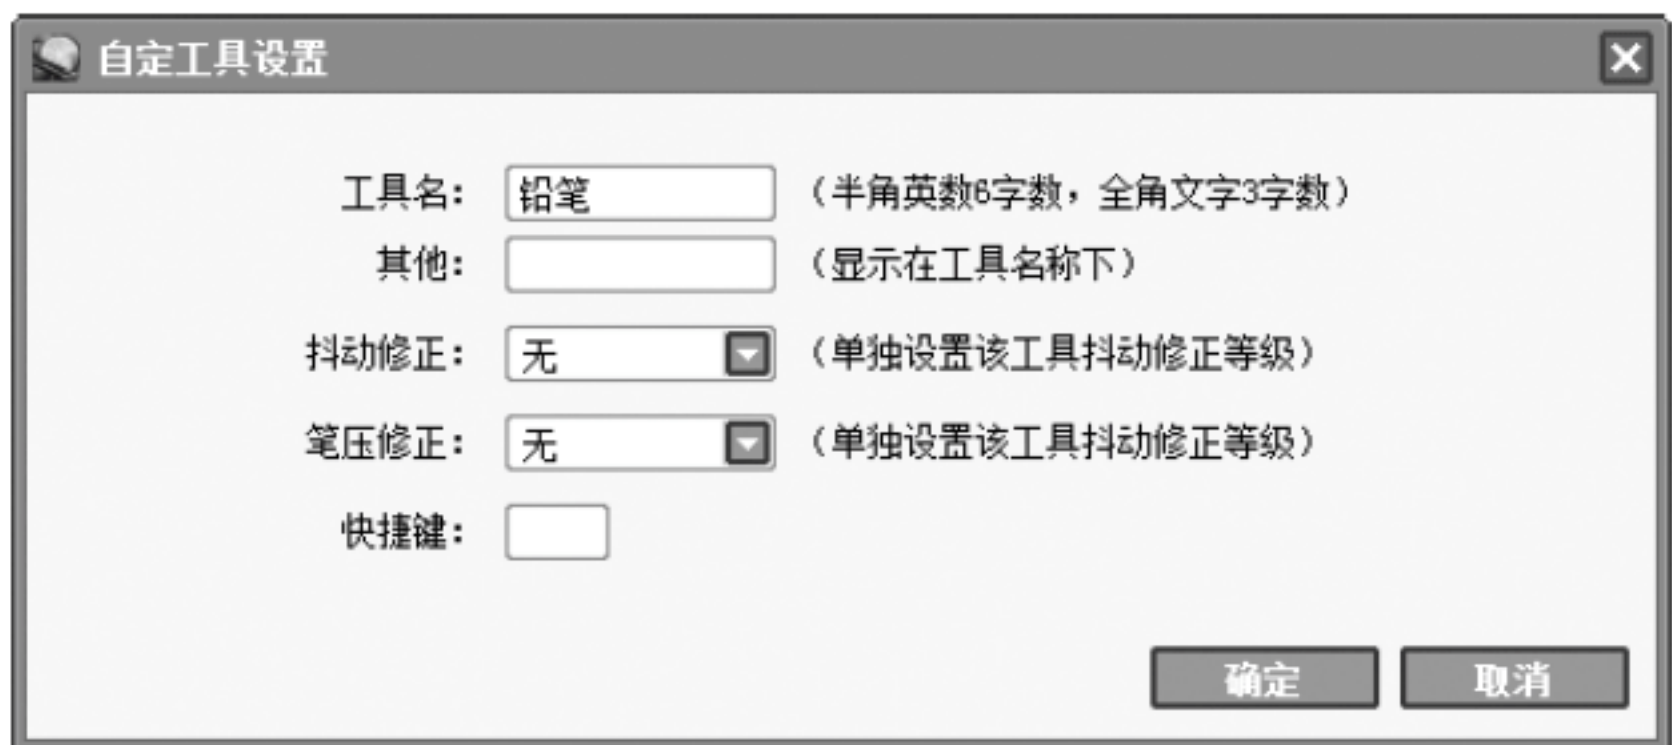 自定工具设置
工具名： 铅笔 （半角英数6字数，全角文字3字数）
其他： （显示在工具名称下）
抖动修正： 无 （单独设置该工具抖动修正等级）
笔压修正： 无 （单独设置该工具抖动修正等级）
快捷键：
确定 取消